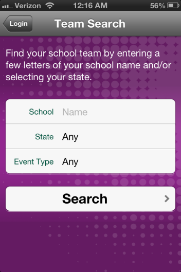 Verizon 12:16 AM 56%
Login Team Search
Find your school team by entering a
few letters of your school name and/or
selecting your state.
School Name
State Any
Event Type Any
Search